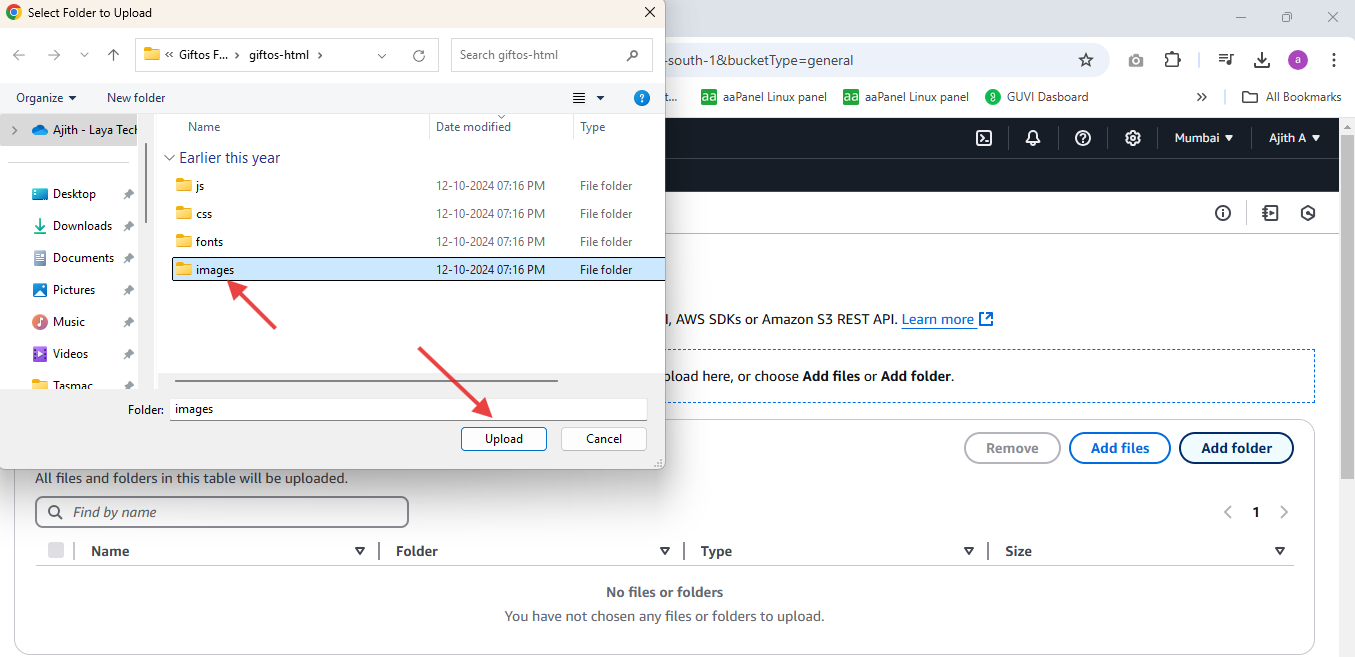 Select Folder to Upload
« Giftos F... › giftos-html ›
Search giftos-html
-south-1&bucketType=general
a
Organize
New folder
?
t...
aa aaPanel Linux panel
aa aaPanel Linux panel
GUVI Dasboard
»
All Bookmarks
Ajith - Laya Tech
Name
Date modified
Type
Mumbai
Ajith A
Earlier this year
js 12-10-2024 07:16 PM File folder
css 12-10-2024 07:16 PM File folder
fonts 12-10-2024 07:16 PM File folder
images 12-10-2024 07:16 PM File folder
Desktop
Downloads
Documents
Pictures
Music
Videos
Tasmac
, AWS SDKs or Amazon S3 REST API. Learn more
pload here, or choose Add files or Add folder.
Folder: images
Upload
Cancel
Remove
Add files
Add folder
All files and folders in this table will be uploaded.
Find by name
1
Name
Folder
Type
Size
No files or folders
You have not chosen any files or folders to upload.